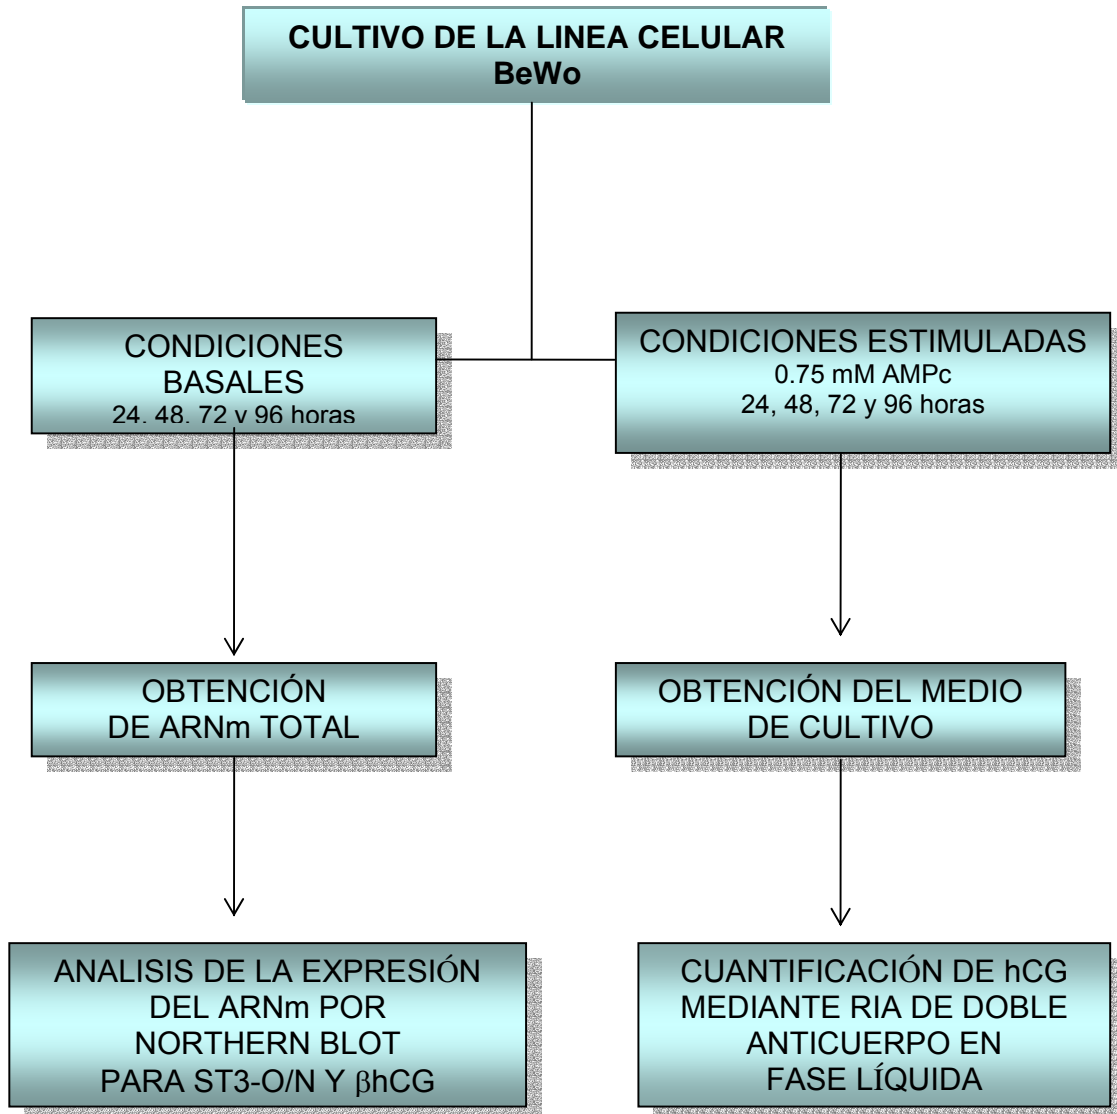 CULTIVO DE LA LINEA CELULAR
BeWo
CONDICIONES
BASALES
24, 48, 72 y 96 horas
CONDICIONES ESTIMULADAS
0.75 mM AMPc
24, 48, 72 y 96 horas
OBTENCIÓN
DE ARNm TOTAL
OBTENCIÓN DEL MEDIO
DE CULTIVO
ANALISIS DE LA EXPRESIÓN
DEL ARNm POR
NORTHERN BLOT
PARA ST3-O/N Y βhCG
CUANTIFICACIÓN DE hCG
MEDIANTE RIA DE DOBLE
ANTICUERPO EN
FASE LÍQUIDA